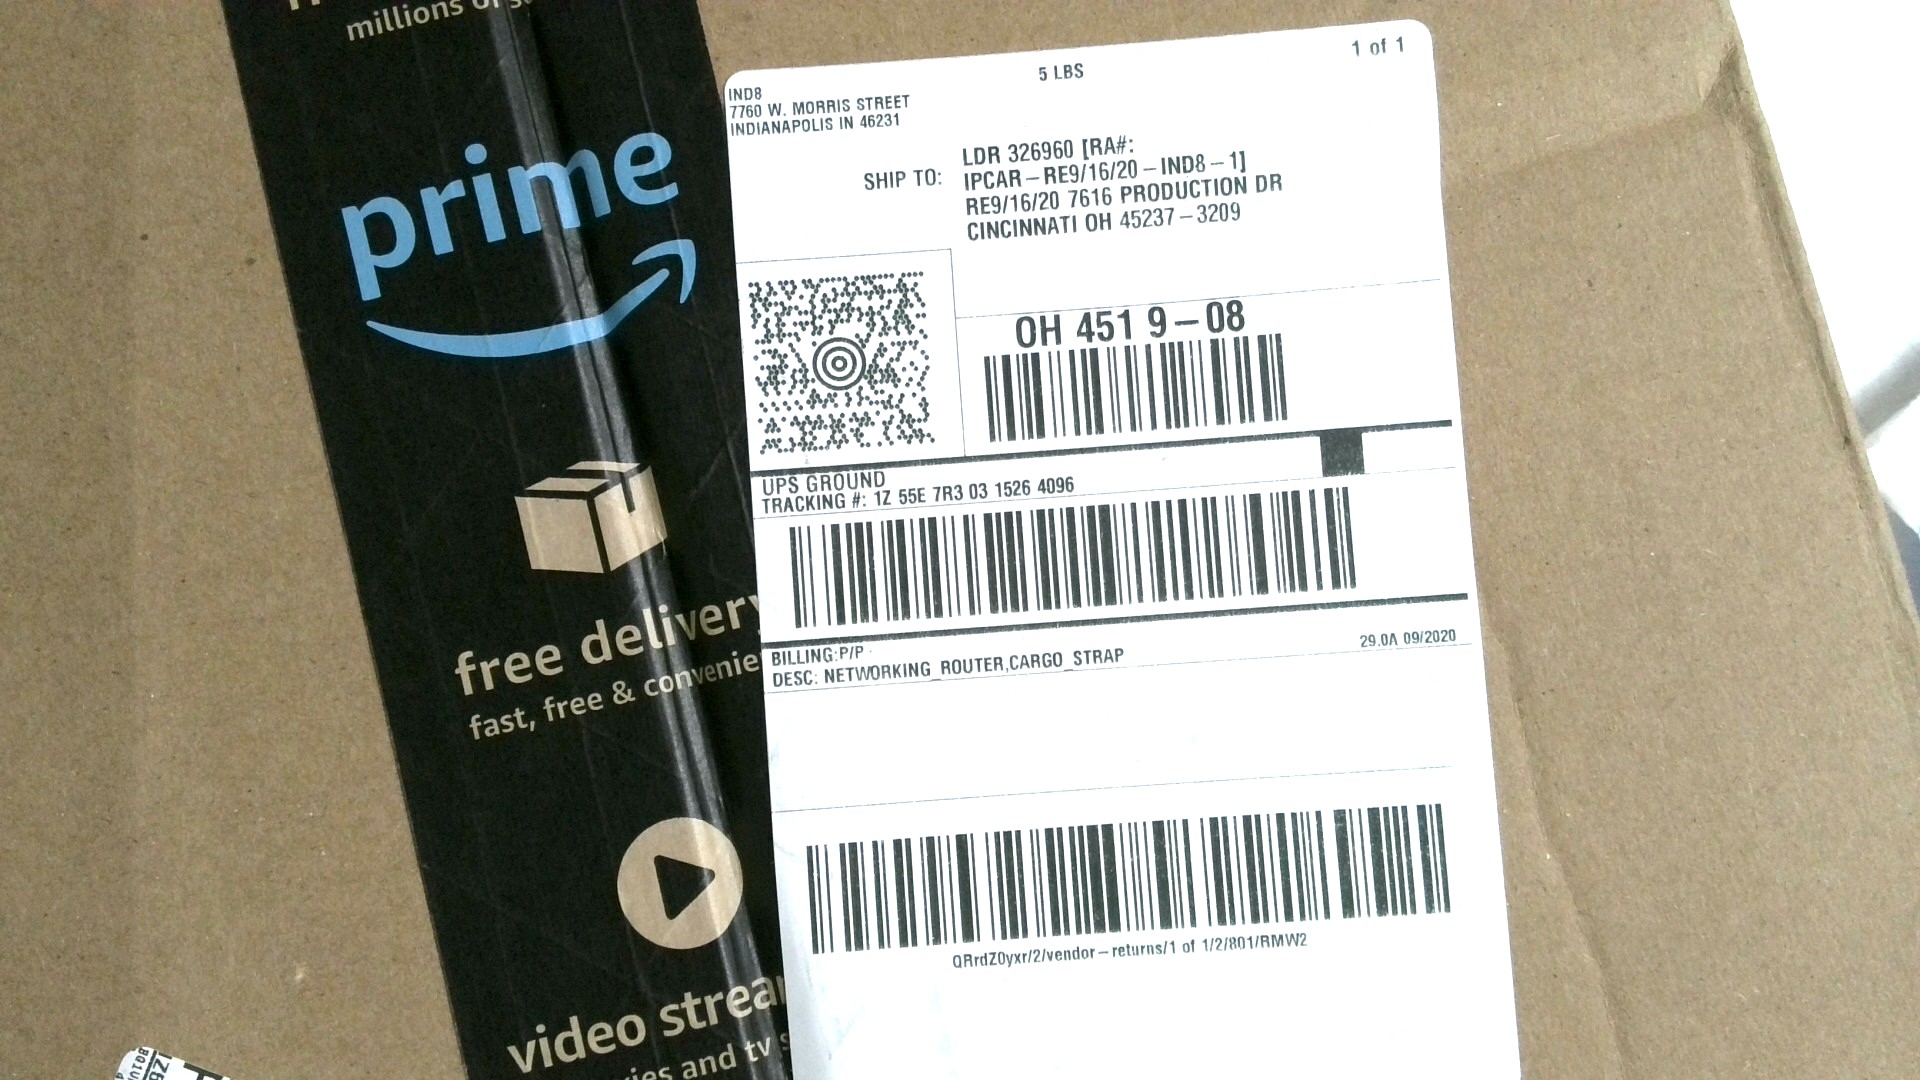 millions of
prime
free delivery
fast, free & convenie
video strea
ies and tv s
1 of 1
5 LBS
IND8
7760 W. MORRIS STREET
INDIANAPOLIS IN 46231
SHIP TO:
LDR 326960 [RA#:
IPCAR-RE9/16/20-IND8-1]
RE9/16/20 7616 PRODUCTION DR
CINCINNATI OH 45237-3209
OH 451 9-08
UPS GROUND
TRACKING #: 1Z 55E 7R3 03 1526 4096
BILLING:P/P
29.0A 09/2020
DESC: NETWORKING_ROUTER,CARGO_STRAP
QRrdZ0yxr/2/vendor-returns/1 of 1/2/801/RMW2